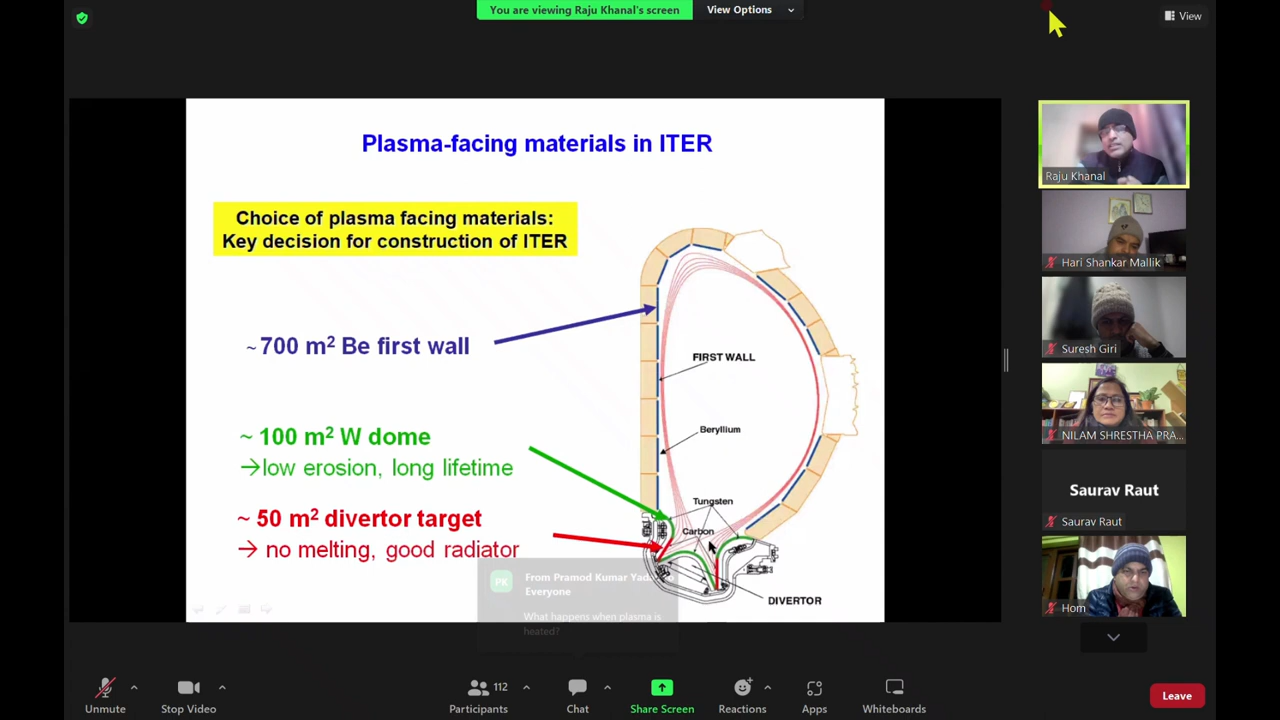 You are viewing Raju Khanal's screen
View Options
View
Plasma-facing materials in ITER
Choice of plasma facing materials:
Key decision for construction of ITER
~ 700 m² Be first wall
~ 100 m² W dome
→low erosion, long lifetime
~ 50 m² divertor target
→ no melting, good radiator
FIRST WALL
Beryllium
Tungsten
Carbon
DIVERTOR
PK
From Pramod Kumar Yad
Everyone
What happens when plasma is
heated?
Raju Khanal
Hari Shankar Mallik
Suresh Giri
NILAM SHRESTHA PRA...
Saurav Raut
Saurav Raut
Hom
Unmute
Stop Video
112
Participants
Chat
Share Screen
Reactions
Apps
Whiteboards
Leave